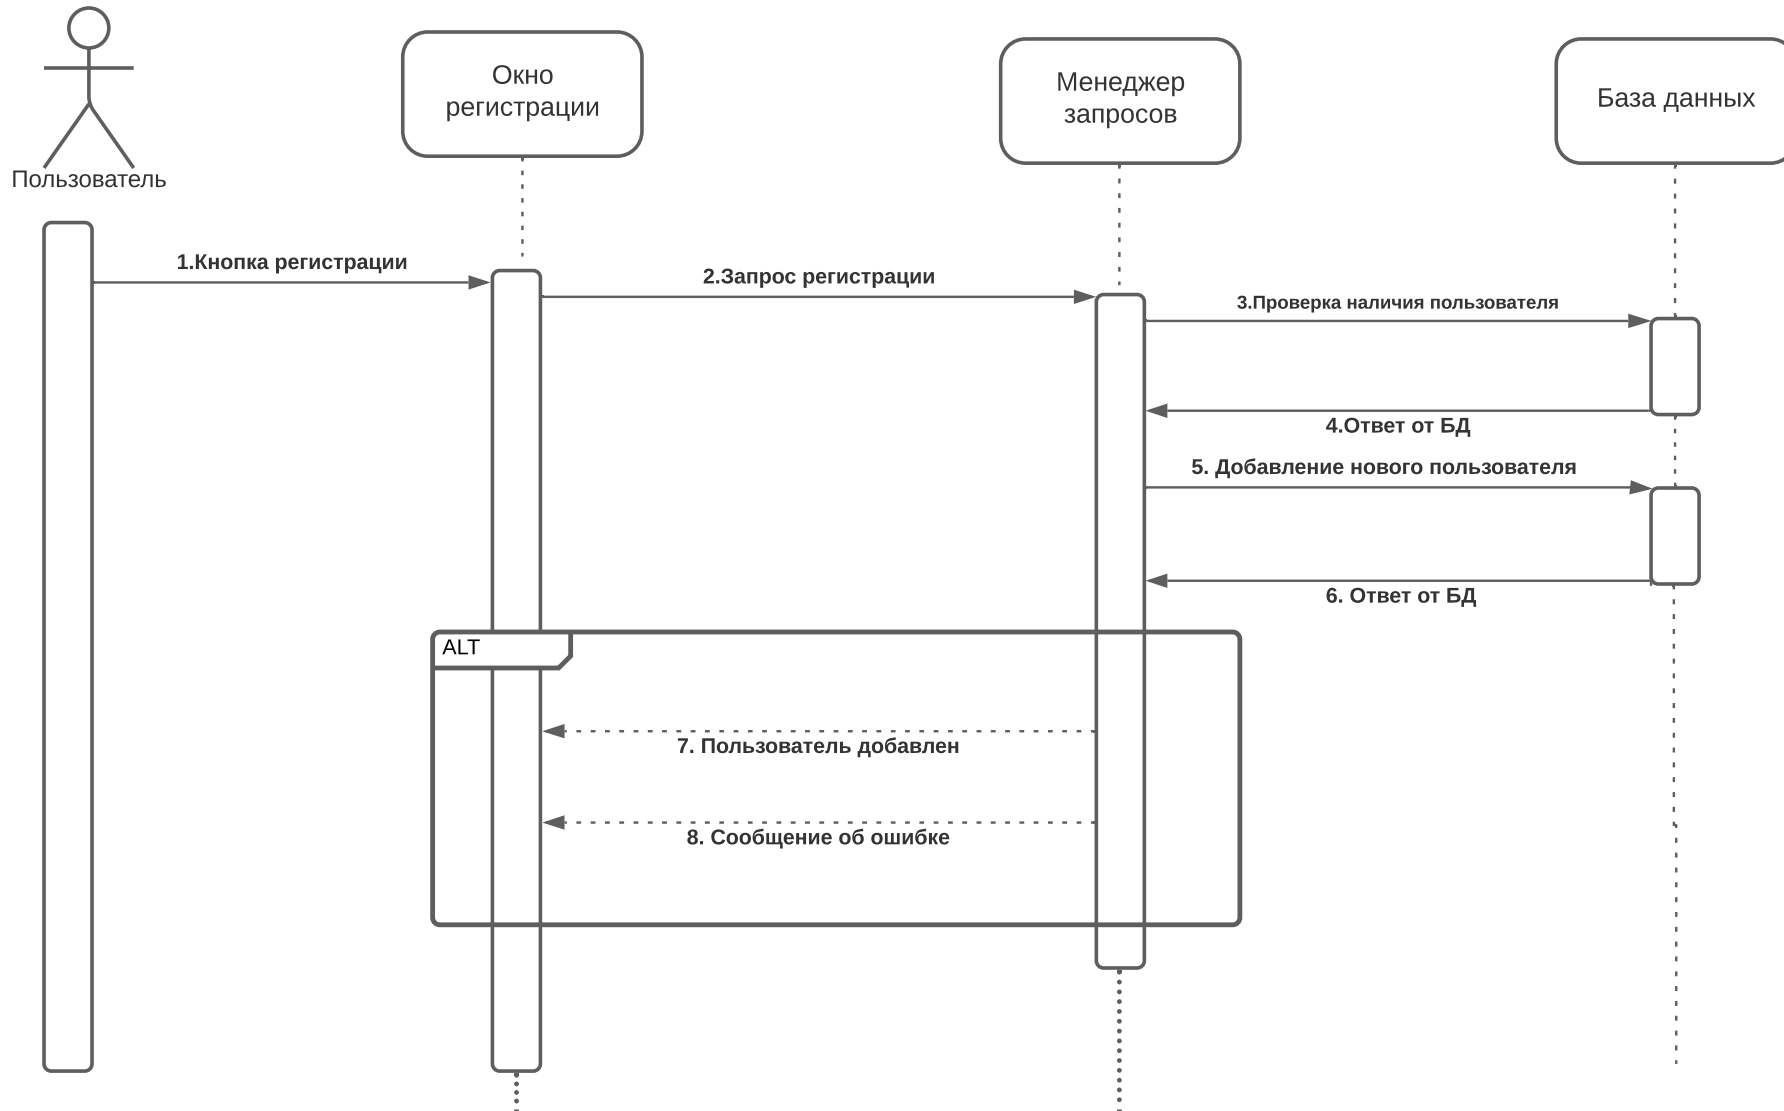 Пользователь
Окно
регистрации
Менеджер
запросов
База данных
1.Кнопка регистрации
2.Запрос регистрации
3.Проверка наличия пользователя
4.Ответ от БД
5. Добавление нового пользователя
6. Ответ от БД
ALT
7. Пользователь добавлен
8. Сообщение об ошибке